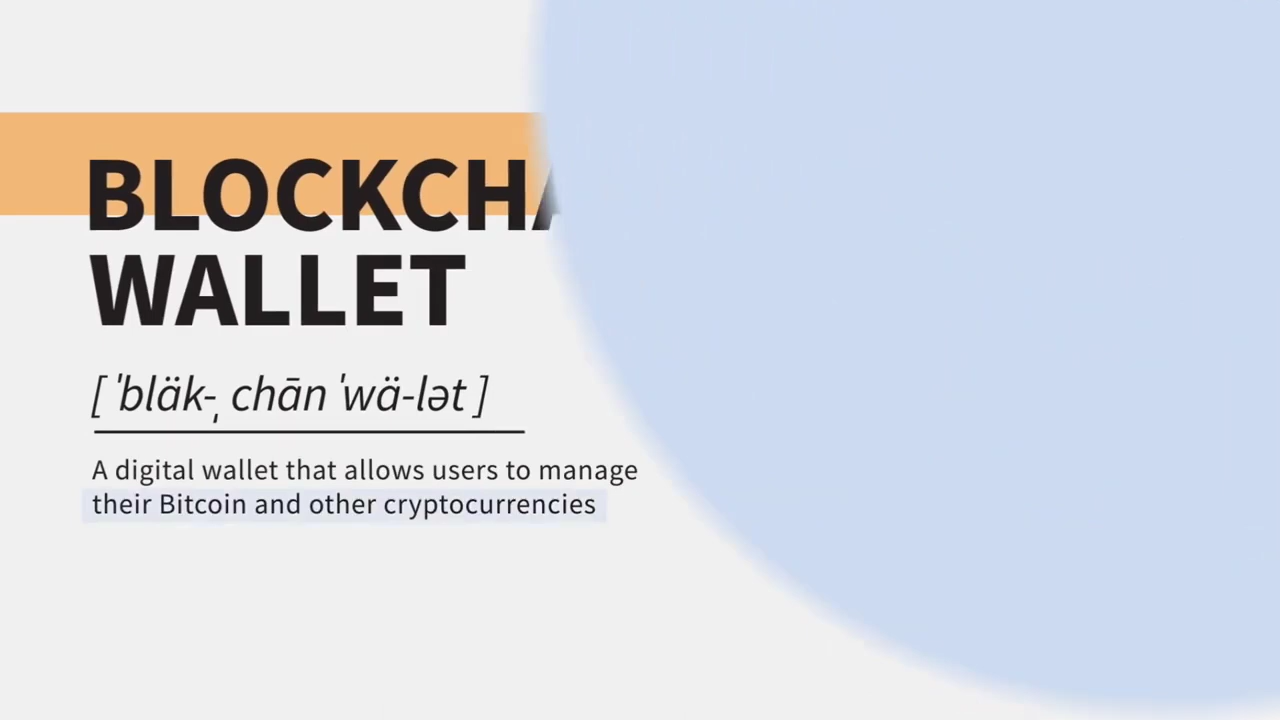 BLOCKCHA
WALLET
[ ˈbläk-ˌ chān ˈwä-lət ]
A digital wallet that allows users to manage
their Bitcoin and other cryptocurrencies